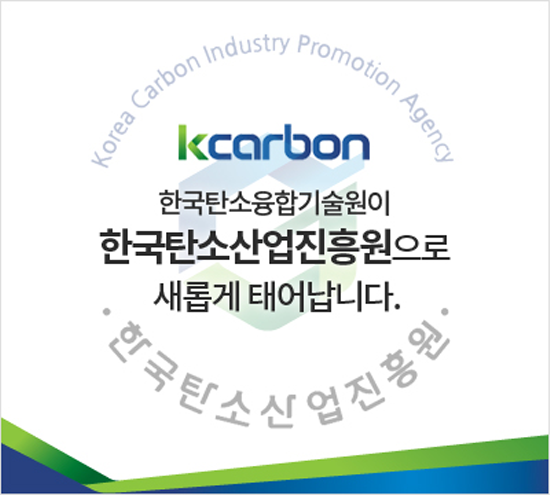 Korea Carbon Industry Promotion Agency
kcarbon
한국탄소융합기술원이
한국탄소산업진흥원으로
새롭게 태어납니다.
· 한국탄소산업진흥원 ·